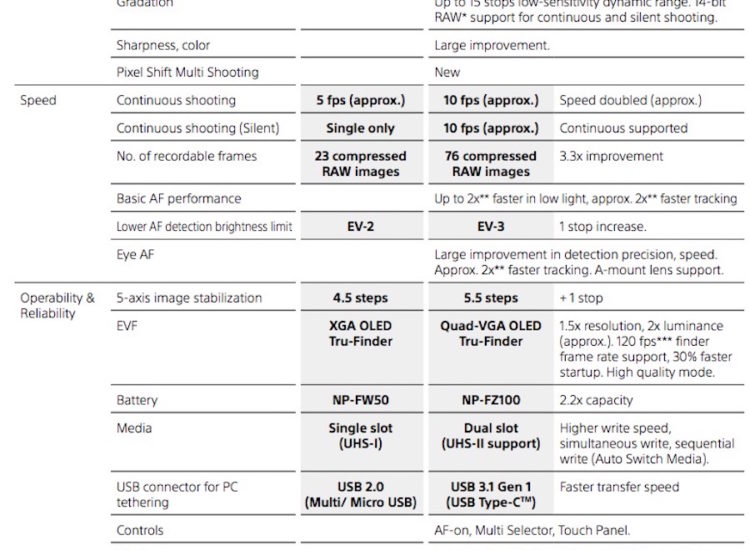 Gradation
Up to 15 stops low-sensitivity dynamic range. 14-bit
RAW* support for continuous and silent shooting.
Sharpness, color Large improvement.
Pixel Shift Multi Shooting New
Speed Continuous shooting 5 fps (approx.) 10 fps (approx.) Speed doubled (approx.)
Continuous shooting (Silent) Single only 10 fps (approx.) Continuous supported
No. of recordable frames 23 compressed 76 compressed 3.3x improvement
RAW images RAW images
Basic AF performance Up to 2x** faster in low light, approx. 2x** faster tracking
Lower AF detection brightness limit EV-2 EV-3 1 stop increase.
Eye AF Large improvement in detection precision, speed.
Approx. 2x** faster tracking. A-mount lens support.
Operability & 5-axis image stabilization 4.5 steps 5.5 steps +1 stop
Reliability
EVF XGA OLED Quad-VGA OLED 1.5x resolution, 2x luminance
Tru-Finder Tru-Finder (approx.). 120 fps*** finder
frame rate support, 30% faster
startup. High quality mode.
Battery NP-FW50 NP-FZ100 2.2x capacity
Media Single slot Dual slot Higher write speed,
(UHS-I) (UHS-II support) simultaneous write, sequential
write (Auto Switch Media).
USB connector for PC USB 2.0 USB 3.1 Gen 1 Faster transfer speed
tethering (Multi/ Micro USB) (USB Type-C™)
Controls AF-on, Multi Selector, Touch Panel.